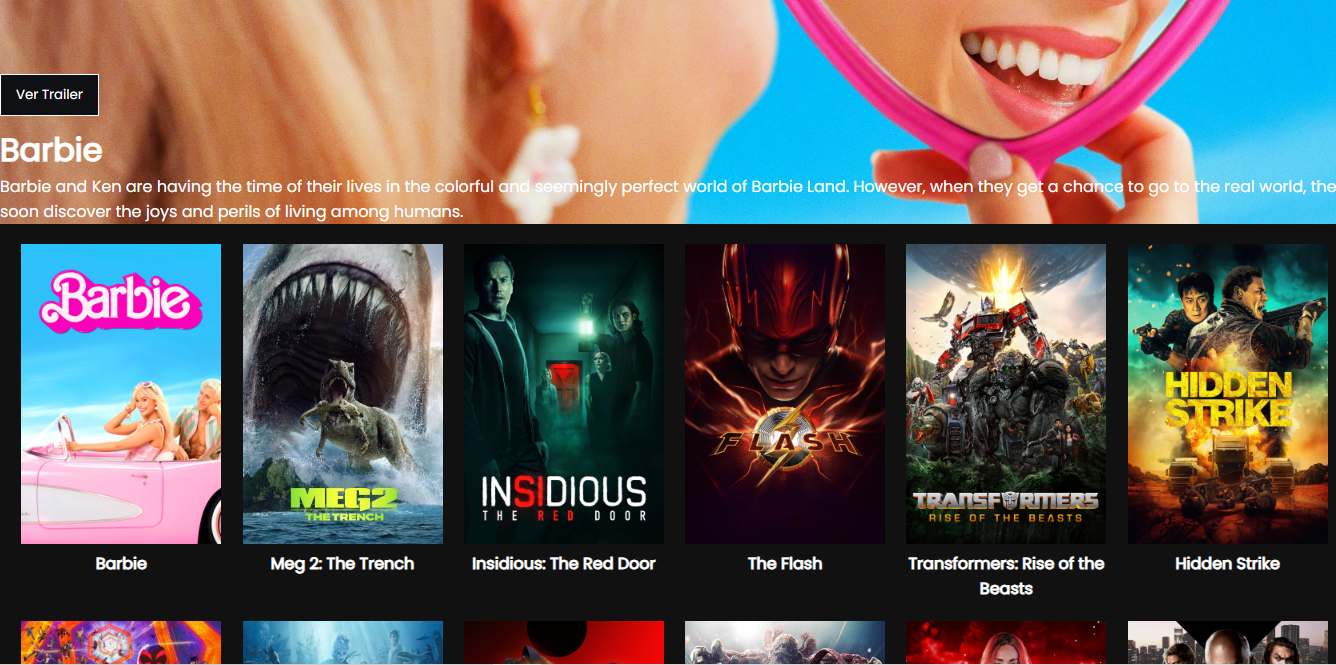 Ver Trailer
Barbie
Barbie and Ken are having the time of their lives in the colorful and seemingly perfect world of Barbie Land. However, when they get a chance to go to the real world, the
soon discover the joys and perils of living among humans.
Barbie
MEG2
THE TRENCH
INSIDIOUS
THE RED DOOR
FLASH
TRANSFORMERS
RISE OF THE BEASTS
HIDDEN
STRIKE
Barbie
Meg 2: The Trench
Insidious: The Red Door
The Flash
Transformers: Rise of the
Beasts
Hidden Strike